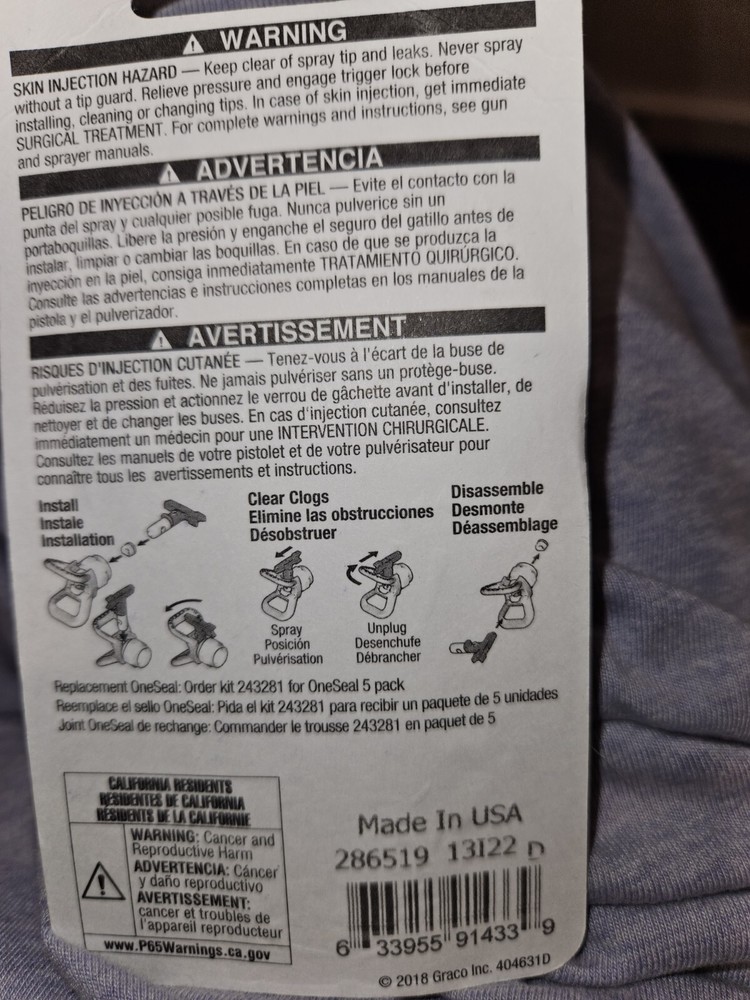 ⚠ WARNING
SKIN INJECTION HAZARD — Keep clear of spray tip and leaks. Never spray
without a tip guard. Relieve pressure and engage trigger lock before
installing, cleaning or changing tips. In case of skin injection, get immediate
SURGICAL TREATMENT. For complete warnings and instructions, see gun
and sprayer manuals.
⚠ ADVERTENCIA
PELIGRO DE INYECCIÓN A TRAVÉS DE LA PIEL — Evite el contacto con la
punta del spray y cualquier posible fuga. Nunca pulverice sin un
portaboquillas. Libere la presión y enganche el seguro del gatillo antes de
instalar, limpiar o cambiar las boquillas. En caso de que se produzca la
inyección en la piel, consiga inmediatamente TRATAMIENTO QUIRÚRGICO.
Consulte las advertencias e instrucciones completas en los manuales de la
pistola y el pulverizador.
⚠ AVERTISSEMENT
RISQUES D'INJECTION CUTANÉE — Tenez-vous à l'écart de la buse de
pulvérisation et des fuites. Ne jamais pulvériser sans un protège-buse.
Réduisez la pression et actionnez le verrou de gâchette avant d'installer, de
nettoyer et de changer les buses. En cas d'injection cutanée, consultez
immédiatement un médecin pour une INTERVENTION CHIRURGICALE.
Consultez les manuels de votre pistolet et de votre pulvérisateur pour
connaître tous les avertissements et instructions.
Install
Instale
Installation
Clear Clogs
Elimine las obstrucciones
Désobstruer
Disassemble
Desmonte
Déassemblage
Spray
Posición
Pulvérisation
Unplug
Desenchufe
Débrancher
Replacement OneSeal: Order kit 243281 for OneSeal 5 pack
Reemplace el sello OneSeal: Pida el kit 243281 para recibir un paquete de 5 unidades
Joint OneSeal de rechange: Commander le trousse 243281 en paquet de 5
CALIFORNIA RESIDENTS
RESIDENTES DE CALIFORNIA
RÉSIDENTS DE LA CALIFORNIE
WARNING: Cancer and
Reproductive Harm
ADVERTENCIA: Cáncer
y daño reproductivo
AVERTISSEMENT:
cancer et troubles de
l'appareil reproducteur
www.P65Warnings.ca.gov
Made In USA
286519 13I22 D
6 33955 91433 9
© 2018 Graco Inc. 404631D